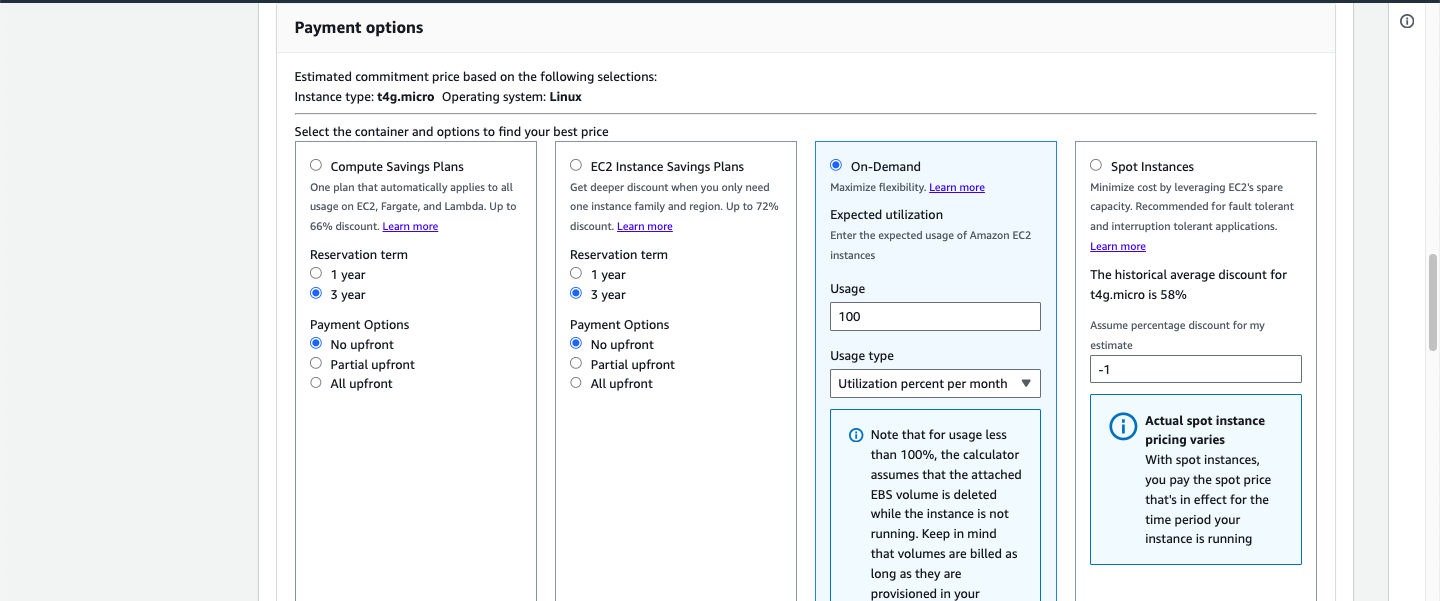 Payment options
Estimated commitment price based on the following selections:
Instance type: t4g.micro Operating system: Linux
Select the container and options to find your best price
Compute Savings Plans
One plan that automatically applies to all
usage on EC2, Fargate, and Lambda. Up to
66% discount. Learn more
Reservation term
1 year
3 year
Payment Options
No upfront
Partial upfront
All upfront
EC2 Instance Savings Plans
Get deeper discount when you only need
one instance family and region. Up to 72%
discount. Learn more
Reservation term
1 year
3 year
Payment Options
No upfront
Partial upfront
All upfront
On-Demand
Maximize flexibility. Learn more
Expected utilization
Enter the expected usage of Amazon EC2
instances
Usage
100
Usage type
Utilization percent per month
Note that for usage less
than 100%, the calculator
assumes that the attached
EBS volume is deleted
while the instance is not
running. Keep in mind
that volumes are billed as
long as they are
provisioned in your
Spot Instances
Minimize cost by leveraging EC2's spare
capacity. Recommended for fault tolerant
and interruption tolerant applications.
Learn more
The historical average discount for
t4g.micro is 58%
Assume percentage discount for my
estimate
-1
Actual spot instance
pricing varies
With spot instances,
you pay the spot price
that's in effect for the
time period your
instance is running